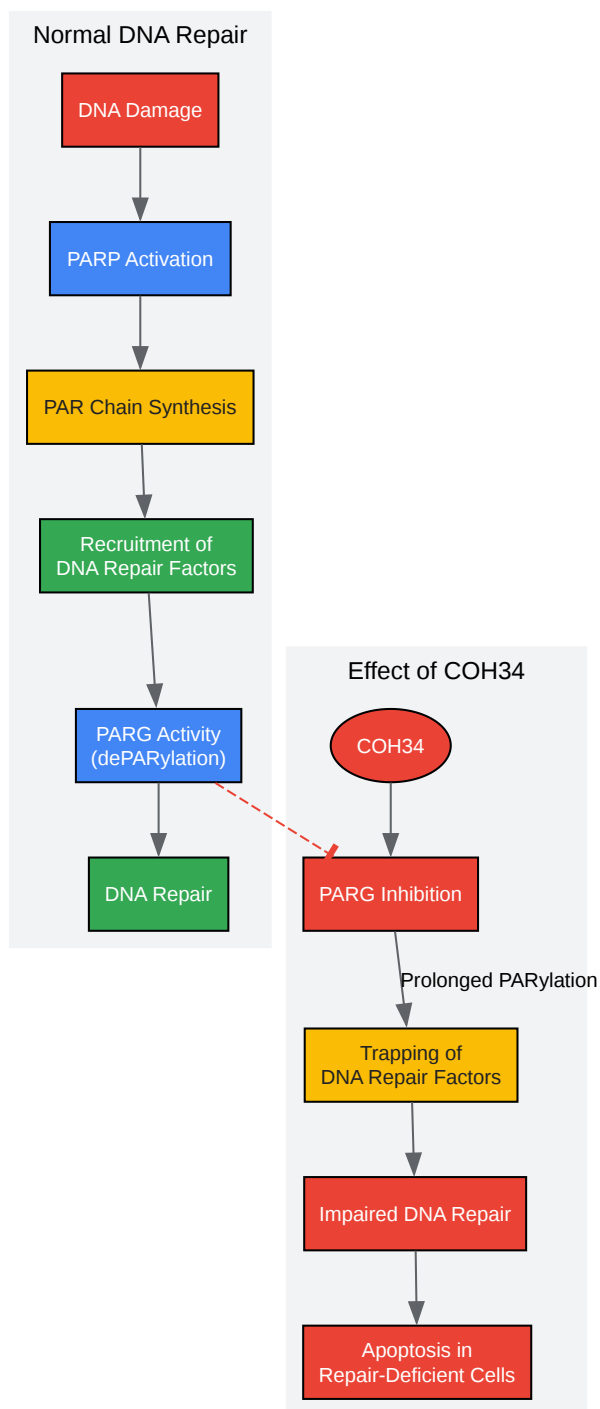 Normal DNA Repair
DNA Damage
PARP Activation
PAR Chain Synthesis
Recruitment of
DNA Repair Factors
PARG Activity
(dePARylation)
DNA Repair
Effect of COH34
COH34
PARG Inhibition
Prolonged PARylation
Trapping of
DNA Repair Factors
Impaired DNA Repair
Apoptosis in
Repair-Deficient Cells